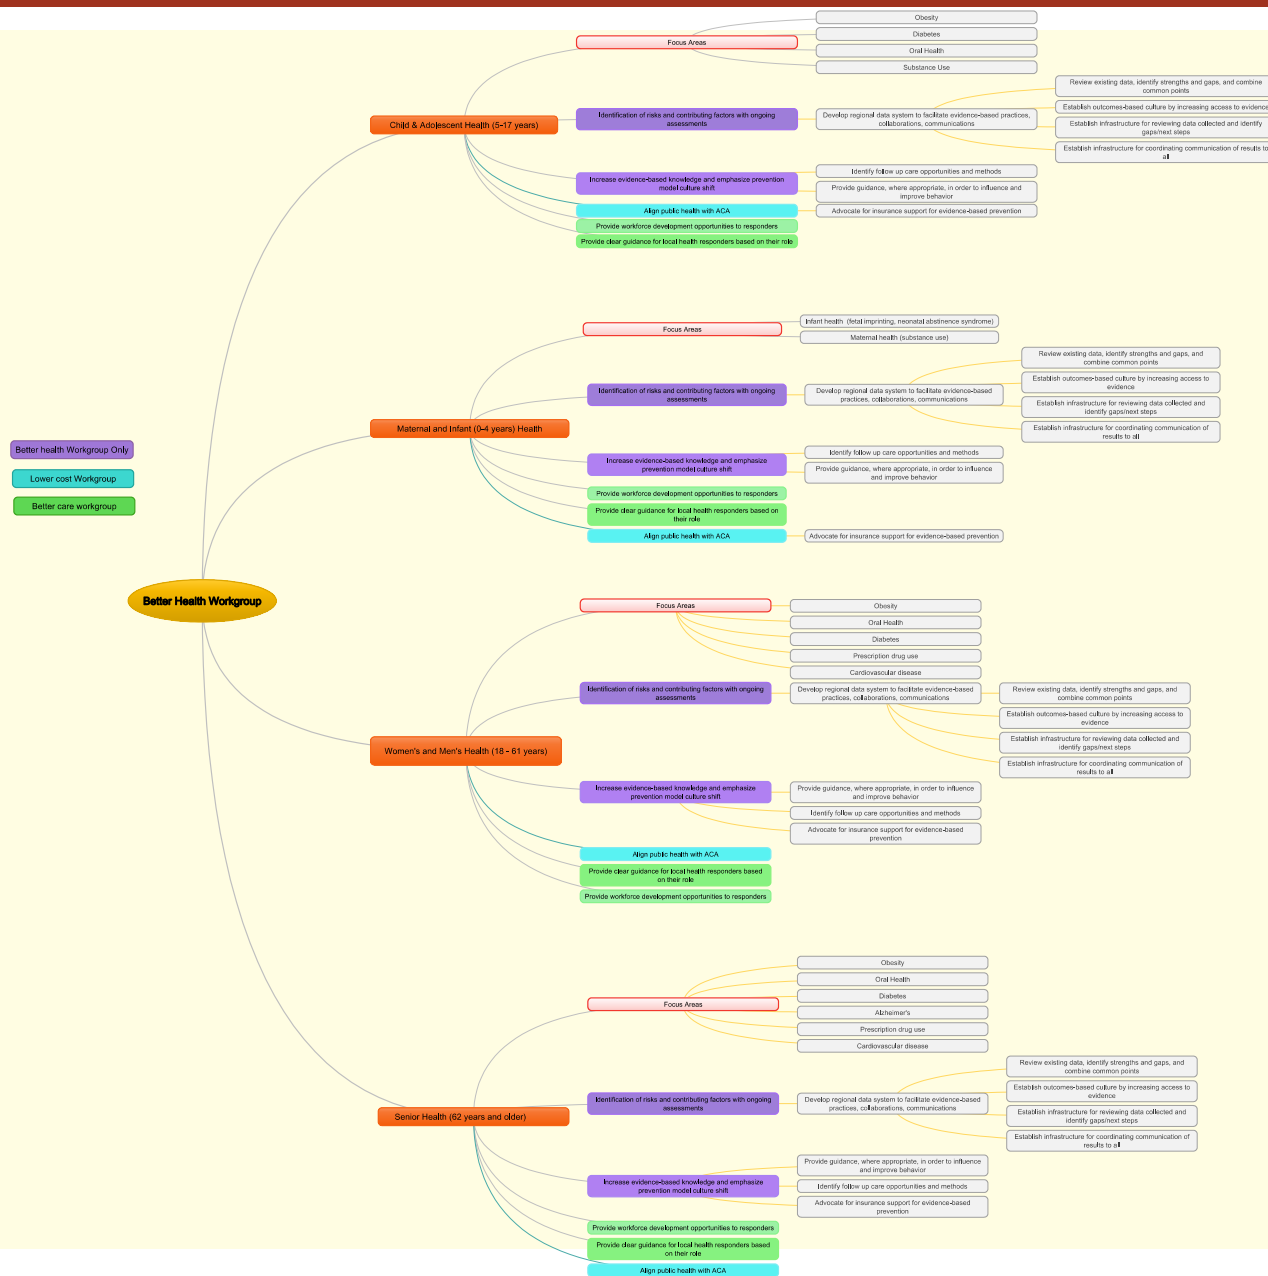 Obesity
Diabetes
Focus Areas
Oral Health
Substance Use
Child & Adolescent Health (5-17 years)
Identification of risks and contributing factors with ongoing
assessments
Develop regional data system to facilitate evidence-based practices,
collaborations, communications
Review existing data, identify strengths and gaps, and combine
common points
Establish outcomes-based culture by increasing access to evidence
Establish infrastructure for reviewing data collected and identify
gaps/next steps
Establish infrastructure for coordinating communication of results to
all
Increase evidence-based knowledge and emphasize prevention
model culture shift
Identify follow up care opportunities and methods
Provide guidance, where appropriate, in order to influence and
improve behavior
Align public health with ACA
Advocate for insurance support for evidence-based prevention
Provide workforce development opportunities to responders
Provide clear guidance for local health responders based on their role
Focus Areas
Infant health (fetal imprinting, neonatal abstinence syndrome)
Maternal health (substance use)
Maternal and Infant (0-4 years) Health
Identification of risks and contributing factors with ongoing
assessments
Develop regional data system to facilitate evidence-based
practices, collaborations, communications
Review existing data, identify strengths and gaps, and
combine common points
Establish outcomes-based culture by increasing access to
evidence
Establish infrastructure for reviewing data collected and
identify gaps/next steps
Establish infrastructure for coordinating communication of
results to all
Increase evidence-based knowledge and emphasize
prevention model culture shift
Identify follow up care opportunities and methods
Provide guidance, where appropriate, in order to influence
and improve behavior
Provide workforce development opportunities to responders
Provide clear guidance for local health responders based on
their role
Align public health with ACA
Advocate for insurance support for evidence-based prevention
Better health Workgroup Only
Lower cost Workgroup
Better care workgroup
Better Health Workgroup
Focus Areas
Obesity
Oral Health
Diabetes
Prescription drug use
Cardiovascular disease
Women's and Men's Health (18 - 61 years)
Identification of risks and contributing factors with ongoing
assessments
Develop regional data system to facilitate evidence-based
practices, collaborations, communications
Review existing data, identify strengths and gaps, and
combine common points
Establish outcomes-based culture by increasing access to
evidence
Establish infrastructure for reviewing data collected and
identify gaps/next steps
Establish infrastructure for coordinating communication of
results to all
Increase evidence-based knowledge and emphasize
prevention model culture shift
Provide guidance, where appropriate, in order to influence
and improve behavior
Identify follow up care opportunities and methods
Advocate for insurance support for evidence-based
prevention
Align public health with ACA
Provide clear guidance for local health responders based
on their role
Provide workforce development opportunities to responders
Focus Areas
Obesity
Oral Health
Diabetes
Alzheimer's
Prescription drug use
Cardiovascular disease
Senior Health (62 years and older)
Identification of risks and contributing factors with ongoing
assessments
Develop regional data system to facilitate evidence-based
practices, collaborations, communications
Review existing data, identify strengths and gaps, and
combine common points
Establish outcomes-based culture by increasing access to
evidence
Establish infrastructure for reviewing data collected and
identify gaps/next steps
Establish infrastructure for coordinating communication of
results to all
Increase evidence-based knowledge and emphasize
prevention model culture shift
Provide guidance, where appropriate, in order to influence
and improve behavior
Identify follow up care opportunities and methods
Advocate for insurance support for evidence-based
prevention
Provide workforce development opportunities to responders
Provide clear guidance for local health responders based
on their role
Align public health with ACA